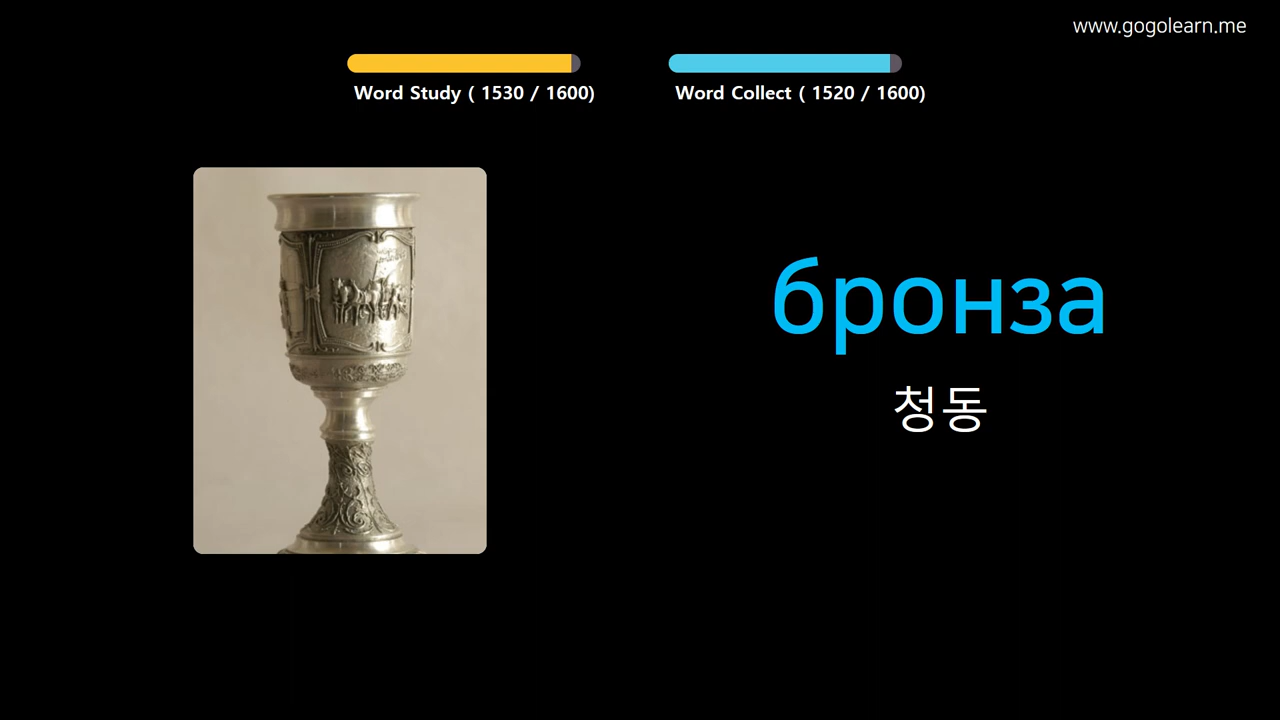 www.gogolearn.me
Word Study ( 1530 / 1600)
Word Collect ( 1520 / 1600)
бронза
청동